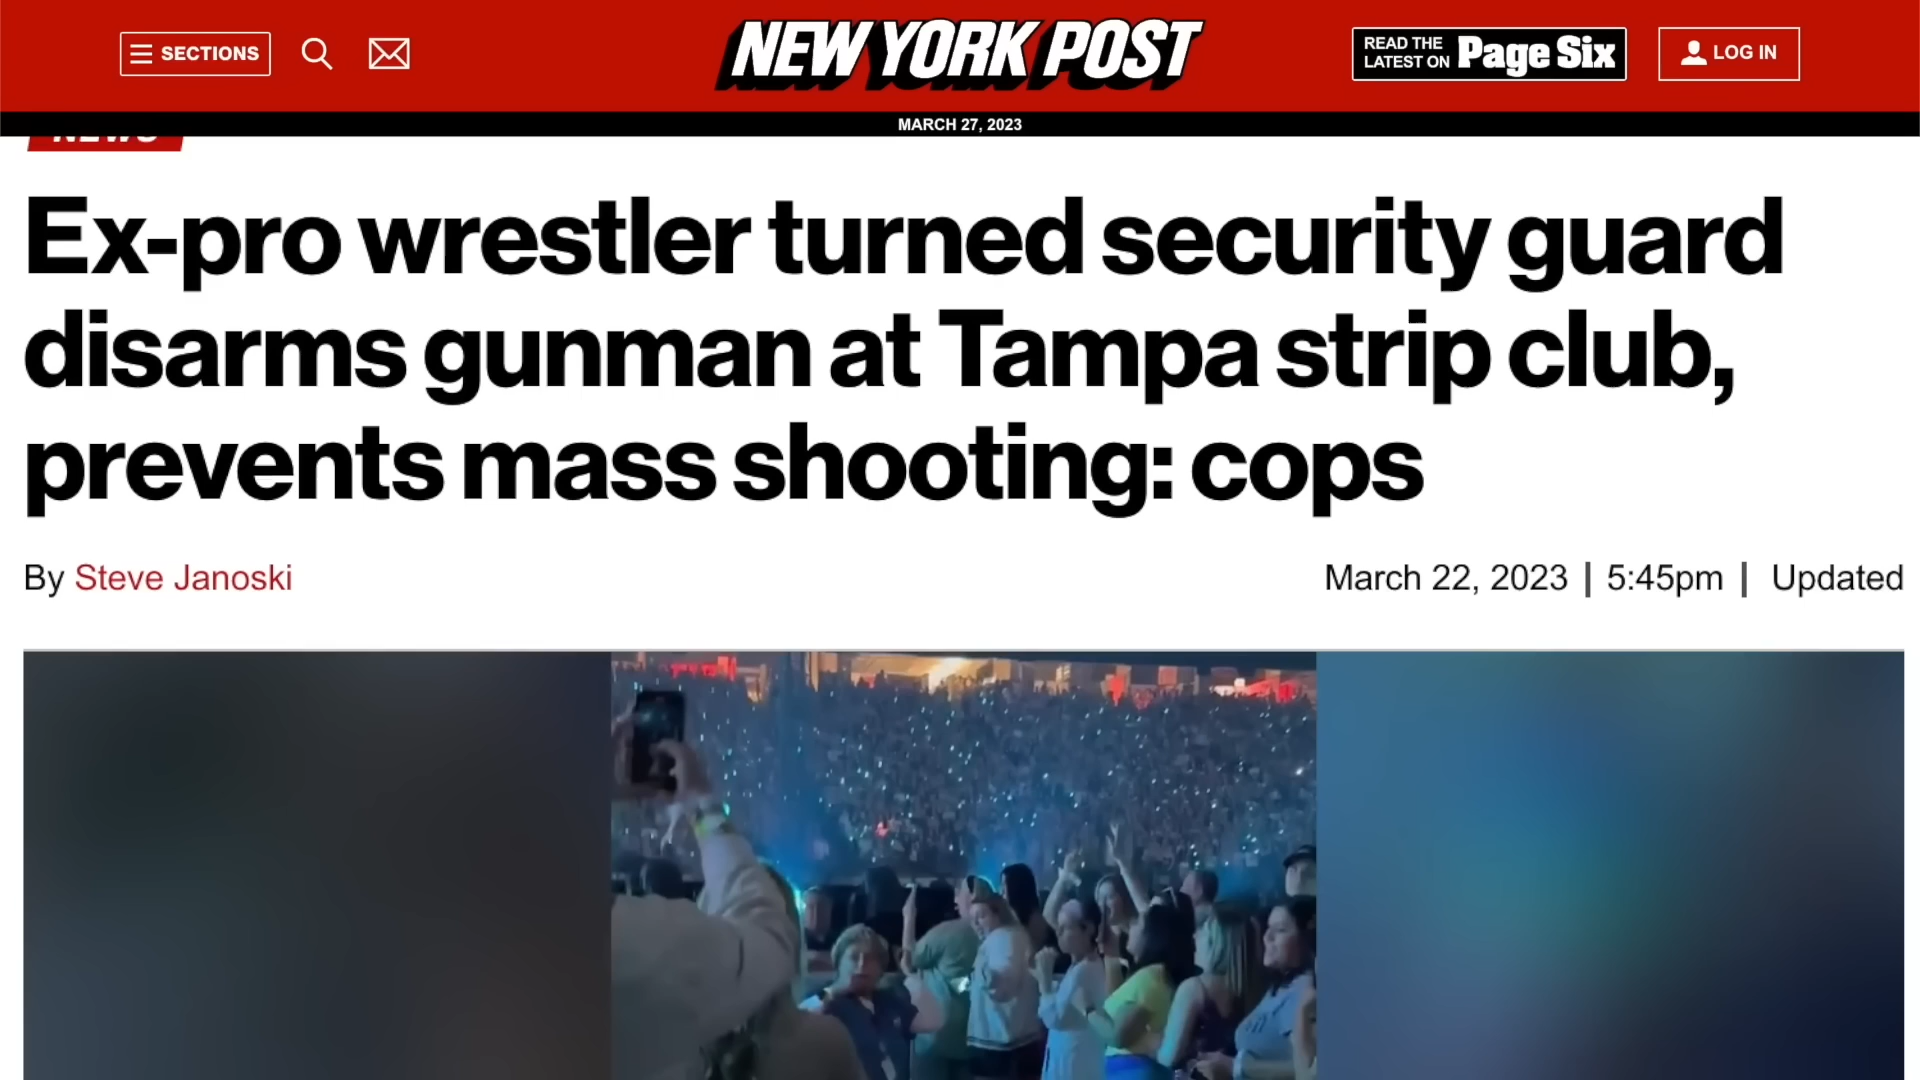 SECTIONS
NEW YORK POST
READ THE
LATEST ON
Page Six
LOG IN
MARCH 27, 2023
NEWS
Ex-pro wrestler turned security guard
disarms gunman at Tampa strip club,
prevents mass shooting: cops
By Steve Janoski
March 22, 2023 | 5:45pm | Updated